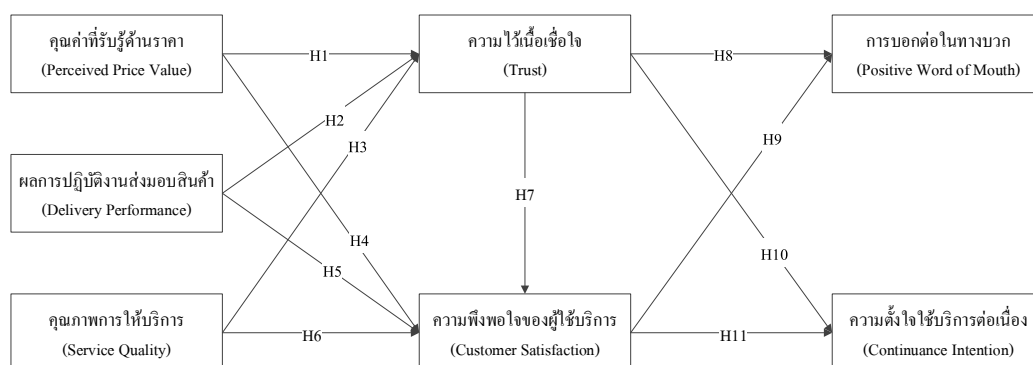 คุณค่าที่รับรู้ด้านราคา
(Perceived Price Value)
H1
ความไว้เนื้อเชื่อใจ
(Trust)
H8
การบอกต่อในทางบวก
(Positive Word of Mouth)
H2
H3
H9
ผลการปฏิบัติงานส่งมอบสินค้า
(Delivery Performance)
H7
H4
H5
H10
คุณภาพการให้บริการ
(Service Quality)
H6
ความพึงพอใจของผู้ใช้บริการ
(Customer Satisfaction)
H11
ความตั้งใจใช้บริการต่อเนื่อง
(Continuance Intention)